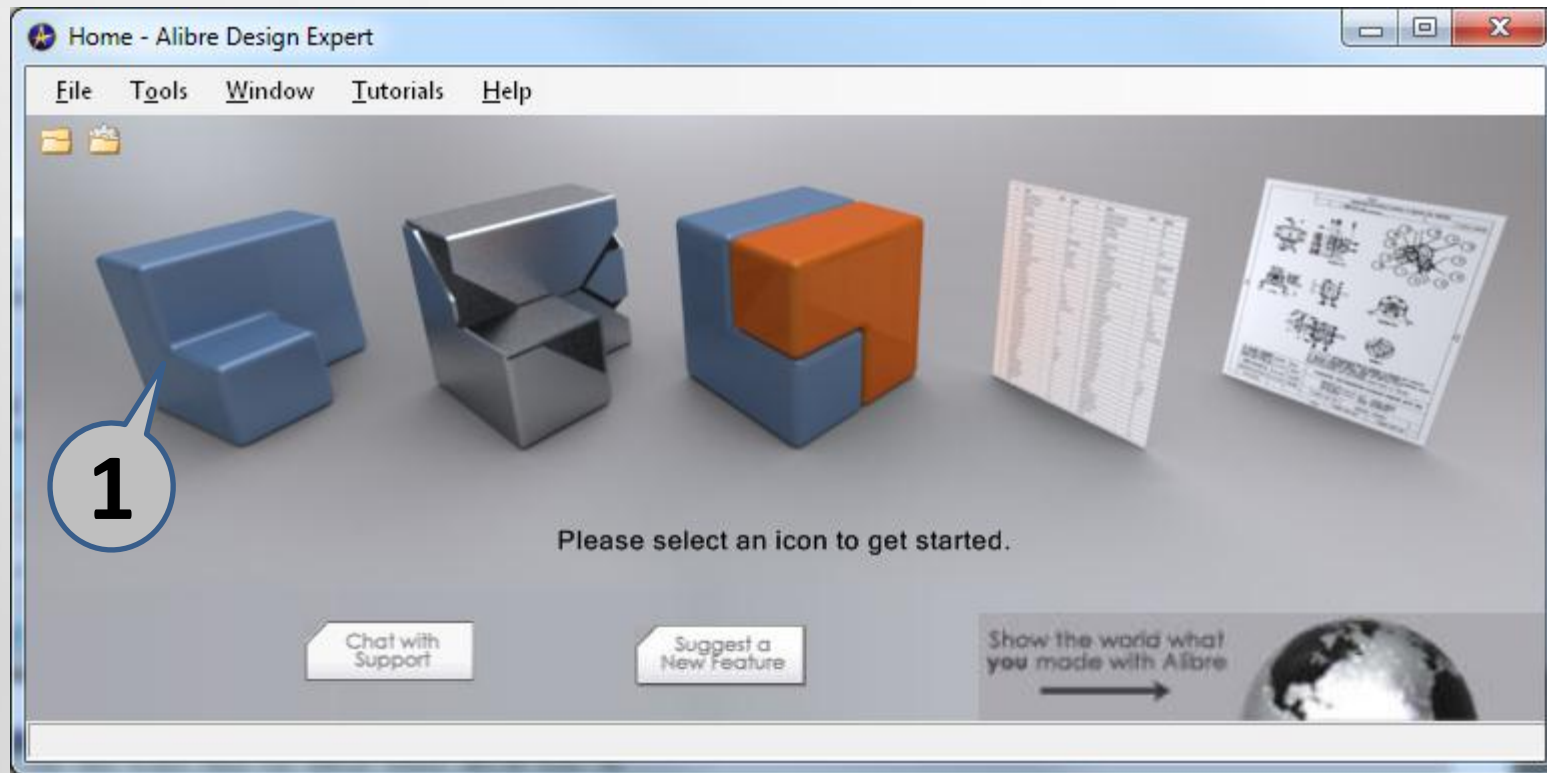 Home - Alibre Design Expert
File Tools Window Tutorials Help
1
Please select an icon to get started.
Chat with
Support
Suggest a
New Feature
Show the world what
you made with Alibre